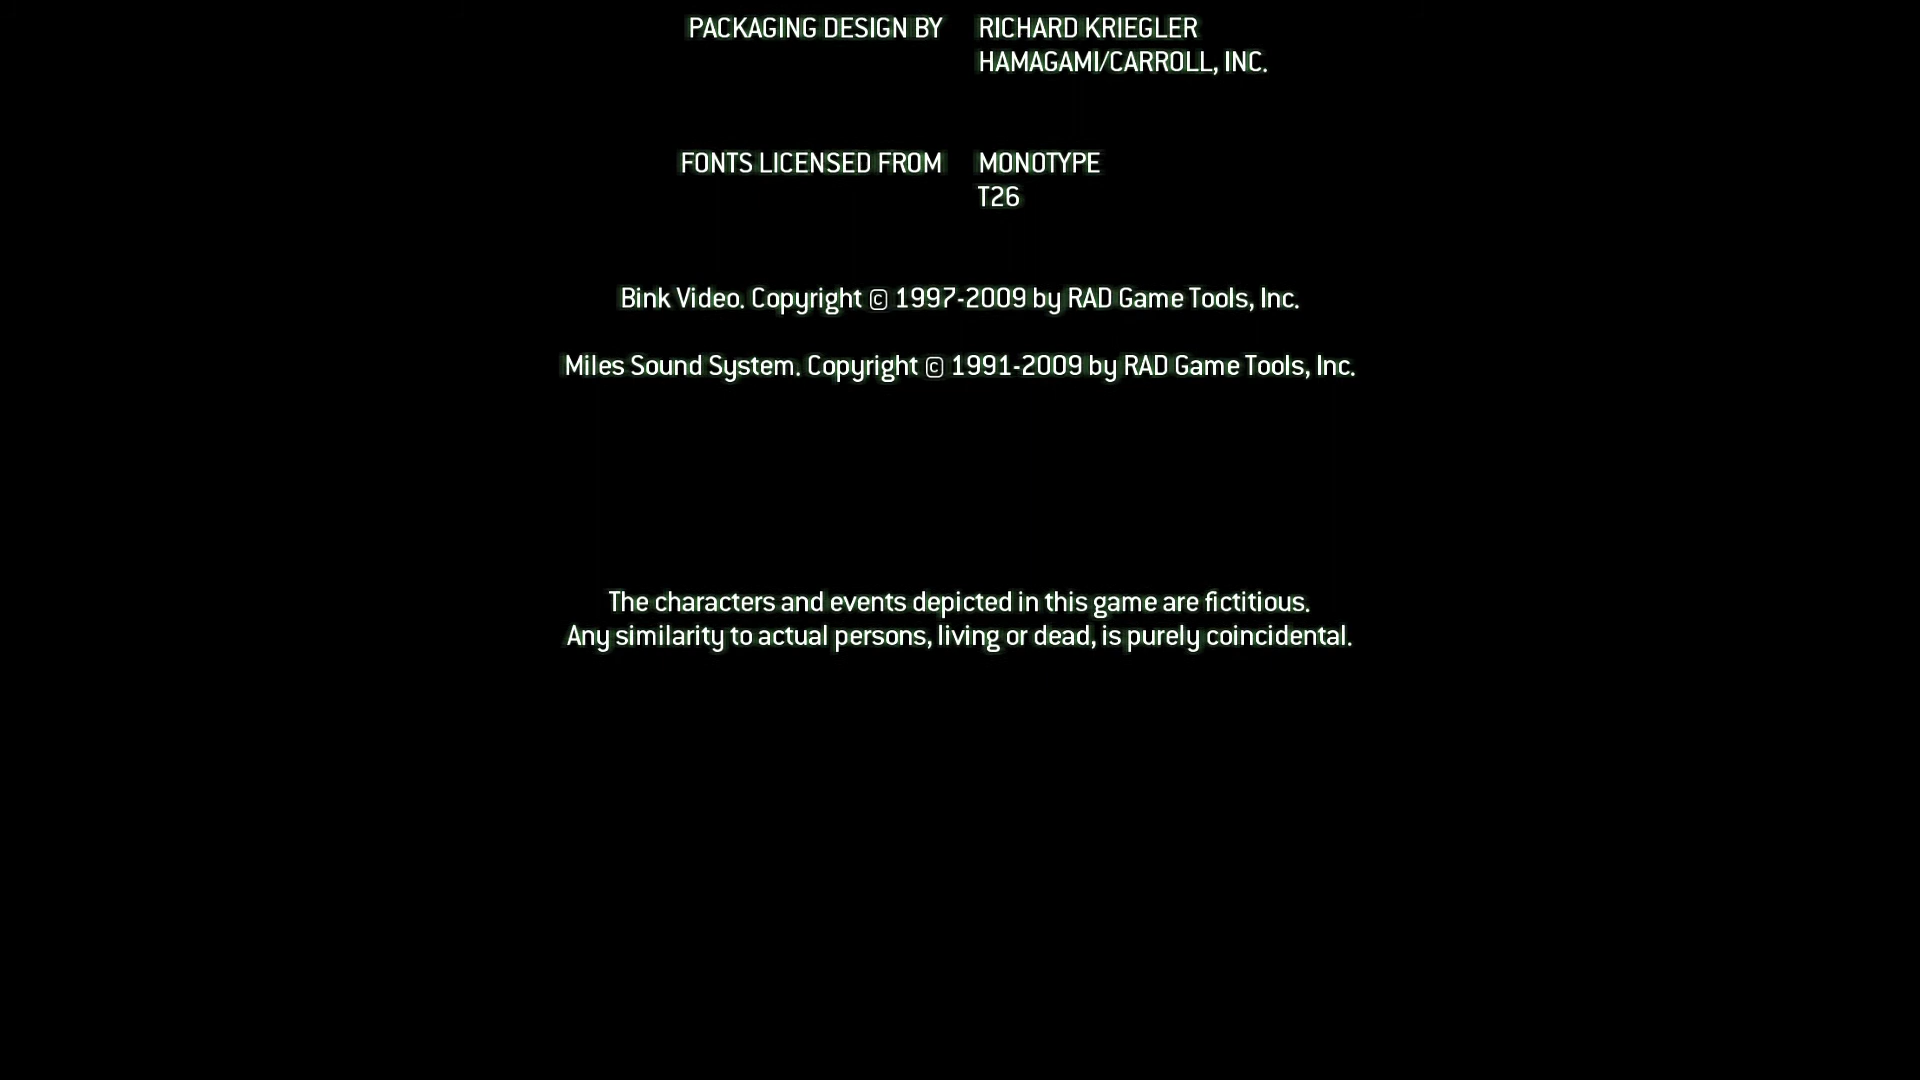 PACKAGING DESIGN BY RICHARD KRIEGLER
HAMAGAMI/CARROLL, INC.
FONTS LICENSED FROM MONOTYPE
T26
Bink Video. Copyright © 1997-2009 by RAD Game Tools, Inc.
Miles Sound System. Copyright © 1991-2009 by RAD Game Tools, Inc.
The characters and events depicted in this game are fictitious.
Any similarity to actual persons, living or dead, is purely coincidental.